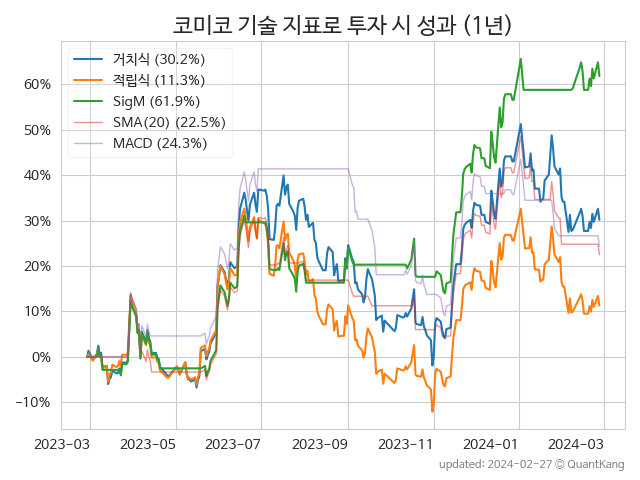 코미코 기술 지표로 투자 시 성과 (1년)
거치식 (30.2%)
적립식 (11.3%)
SigM (61.9%)
SMA(20) (22.5%)
MACD (24.3%)
60%
50%
40%
30%
20%
10%
0%
−10%
2023-03 2023-05 2023-07 2023-09 2023-11 2024-01 2024-03
updated: 2024-02-27 © QuantKang